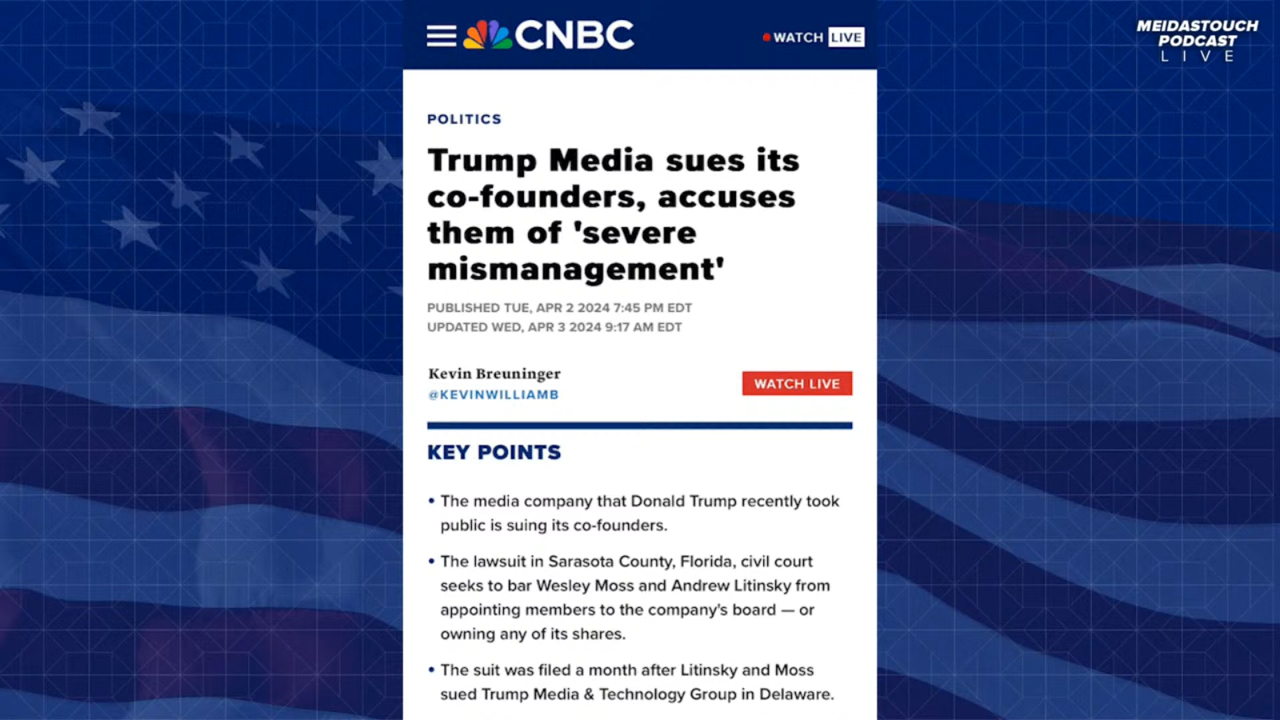 CNBC
WATCH LIVE
MEIDASTOUCH
PODCAST
LIVE
POLITICS
Trump Media sues its
co-founders, accuses
them of 'severe
mismanagement'
PUBLISHED TUE, APR 2 2024 7:45 PM EDT
UPDATED WED, APR 3 2024 9:17 AM EDT
Kevin Breuninger
@KEVINWILLIAMB
WATCH LIVE
KEY POINTS
• The media company that Donald Trump recently took
public is suing its co-founders.
• The lawsuit in Sarasota County, Florida, civil court
seeks to bar Wesley Moss and Andrew Litinsky from
appointing members to the company's board — or
owning any of its shares.
• The suit was filed a month after Litinsky and Moss
sued Trump Media & Technology Group in Delaware.